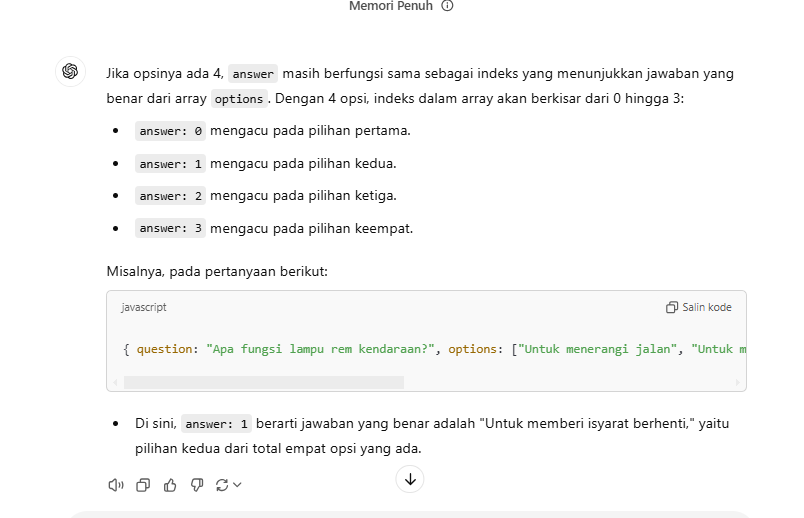 Memori Penuh
Jika opsinya ada 4, answer masih berfungsi sama sebagai indeks yang menunjukkan jawaban yang
benar dari array options. Dengan 4 opsi, indeks dalam array akan berkisar dari 0 hingga 3:
• answer: 0 mengacu pada pilihan pertama.
• answer: 1 mengacu pada pilihan kedua.
• answer: 2 mengacu pada pilihan ketiga.
• answer: 3 mengacu pada pilihan keempat.
Misalnya, pada pertanyaan berikut:
javascript Salin kode
{ question: "Apa fungsi lampu rem kendaraan?", options: ["Untuk menerangi jalan", "Untuk m
• Di sini, answer: 1 berarti jawaban yang benar adalah "Untuk memberi isyarat berhenti," yaitu
pilihan kedua dari total empat opsi yang ada.